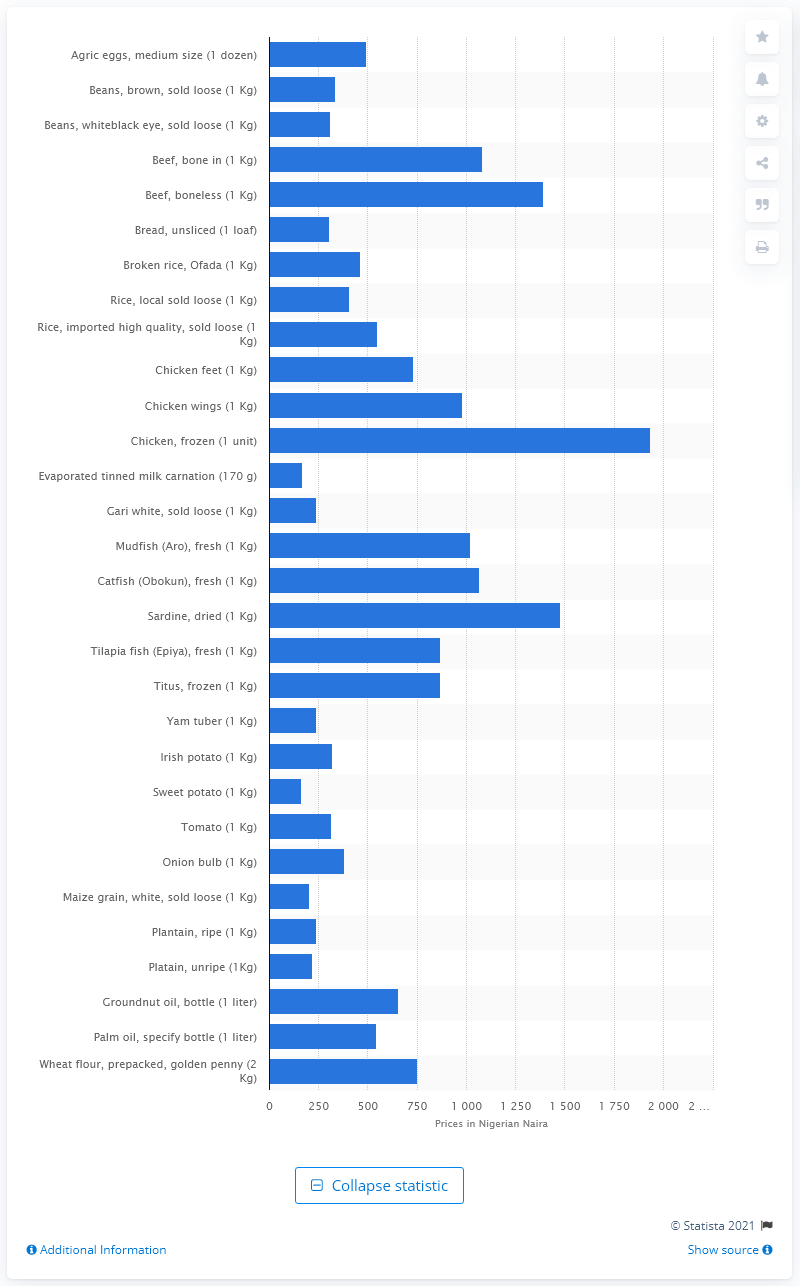 Agric eggs, medium size (1 dozen)
Beans, brown, sold loose (1 Kg)
Beans, whiteblack eye, sold loose (1 Kg)
Beef, bone in (1 Kg)
Beef, boneless (1 Kg)
Bread, unsliced (1 loaf)
Broken rice, Ofada (1 Kg)
Rice, local sold loose (1 Kg)
Rice, imported high quality, sold loose (1
Kg)
Chicken feet (1 Kg)
Chicken wings (1 Kg)
Chicken, frozen (1 unit)
Evaporated tinned milk carnation (170 g)
Gari white, sold loose (1 Kg)
Mudfish (Aro), fresh (1 Kg)
Catfish (Obokun), fresh (1 Kg)
Sardine, dried (1 Kg)
Tilapia fish (Epiya), fresh (1 Kg)
Titus, frozen (1 Kg)
Yam tuber (1 Kg)
Irish potato (1 Kg)
Sweet potato (1 Kg)
Tomato (1 Kg)
Onion bulb (1 Kg)
Maize grain, white, sold loose (1 Kg)
Plantain, ripe (1 Kg)
Platain, unripe (1Kg)
Groundnut oil, bottle (1 liter)
Palm oil, specify bottle (1 liter)
Wheat flour, prepacked, golden penny (2
Kg)
0 250 500 750 1 000 1 250 1 500 1 750 2 000 2 ...
Prices in Nigerian Naira
Collapse statistic
© Statista 2021
Additional Information Show source